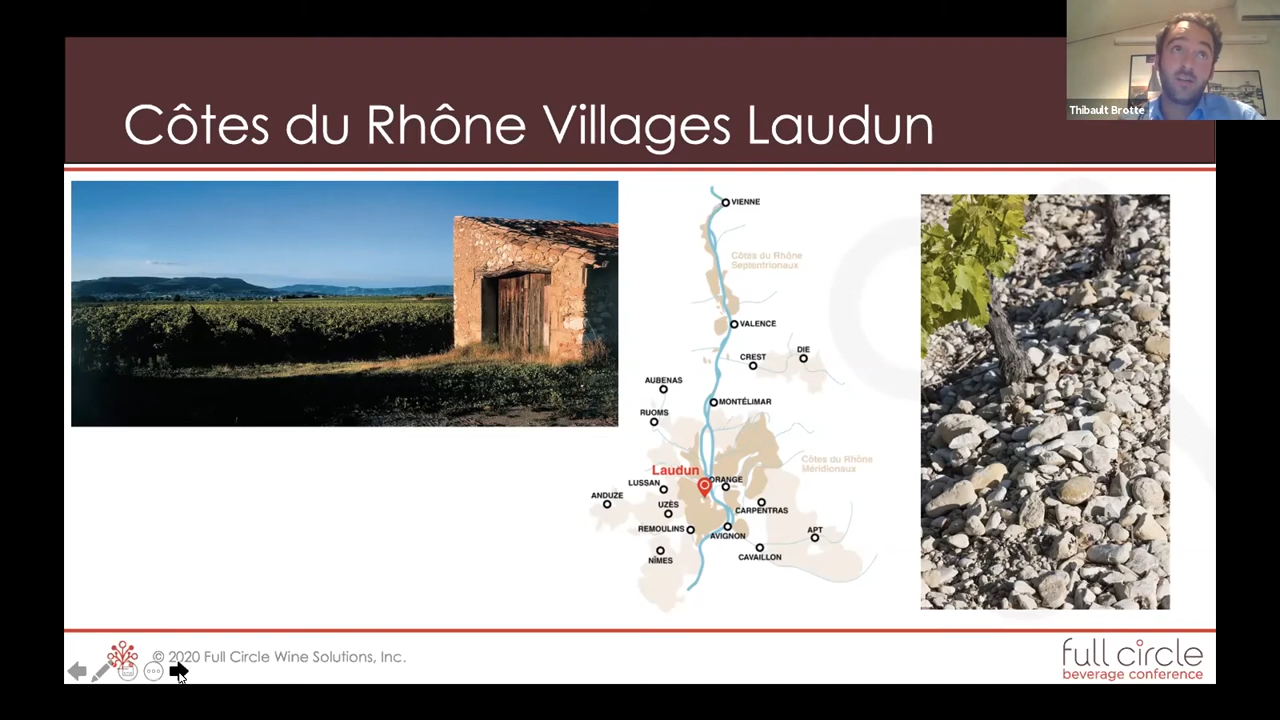 Côtes du Rhône Villages Laudun
Thibault Brotte
VIENNE
Côtes du Rhône
Septentrionaux
VALENCE
CREST
DIE
AUBENAS
MONTÉLIMAR
RUOMS
Côtes du Rhône
Méridionaux
Laudun
LUSSAN
ORANGE
ANDUZE
UZÈS
CARPENTRAS
REMOULINS
AVIGNON
APT
NÎMES
CAVAILLON
© 2020 Full Circle Wine Solutions, Inc.
full circle
beverage conference